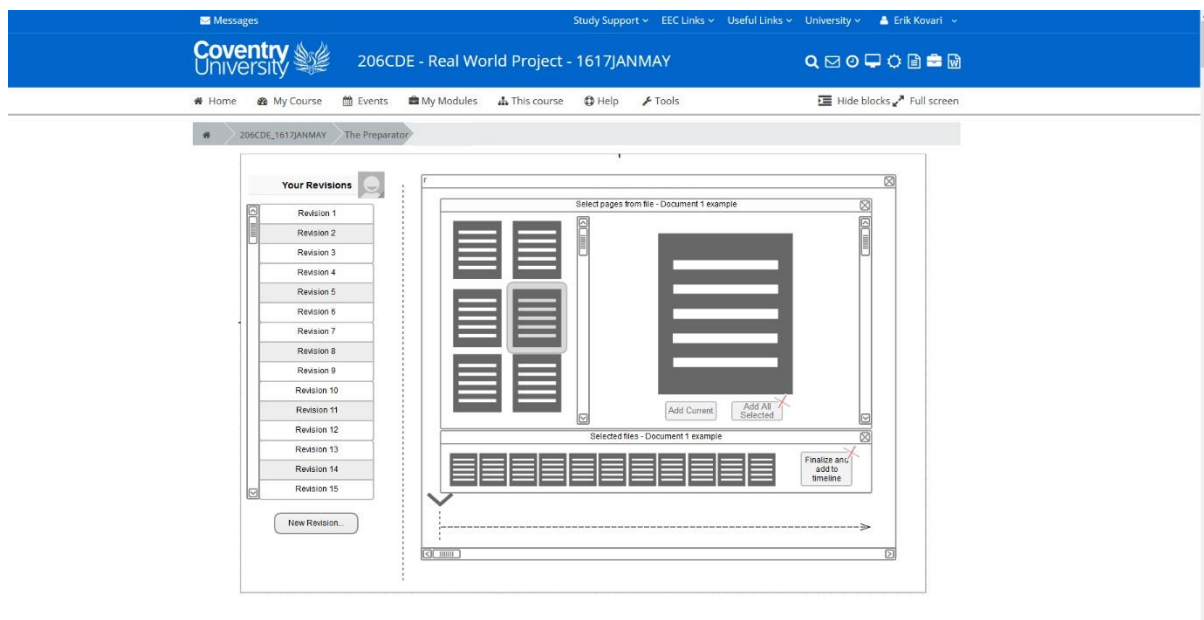 Messages
Study Support EEC Links Useful Links University Erik Kovari
Coventry
University
206CDE - Real World Project - 1617JANMAY
Home My Course Events My Modules This course Help Tools
Hide blocks Full screen
206CDE_1617JANMAY The Preparator
Your Revisions
Revision 1
Revision 2
Revision 3
Revision 4
Revision 5
Revision 6
Revision 7
Revision 8
Revision 9
Revision 10
Revision 11
Revision 12
Revision 13
Revision 14
Revision 15
New Revision...
r
Select pages from file - Document 1 example
Add Current
Add All
Selected
Selected files - Document 1 example
Finalize and
add to
timeline